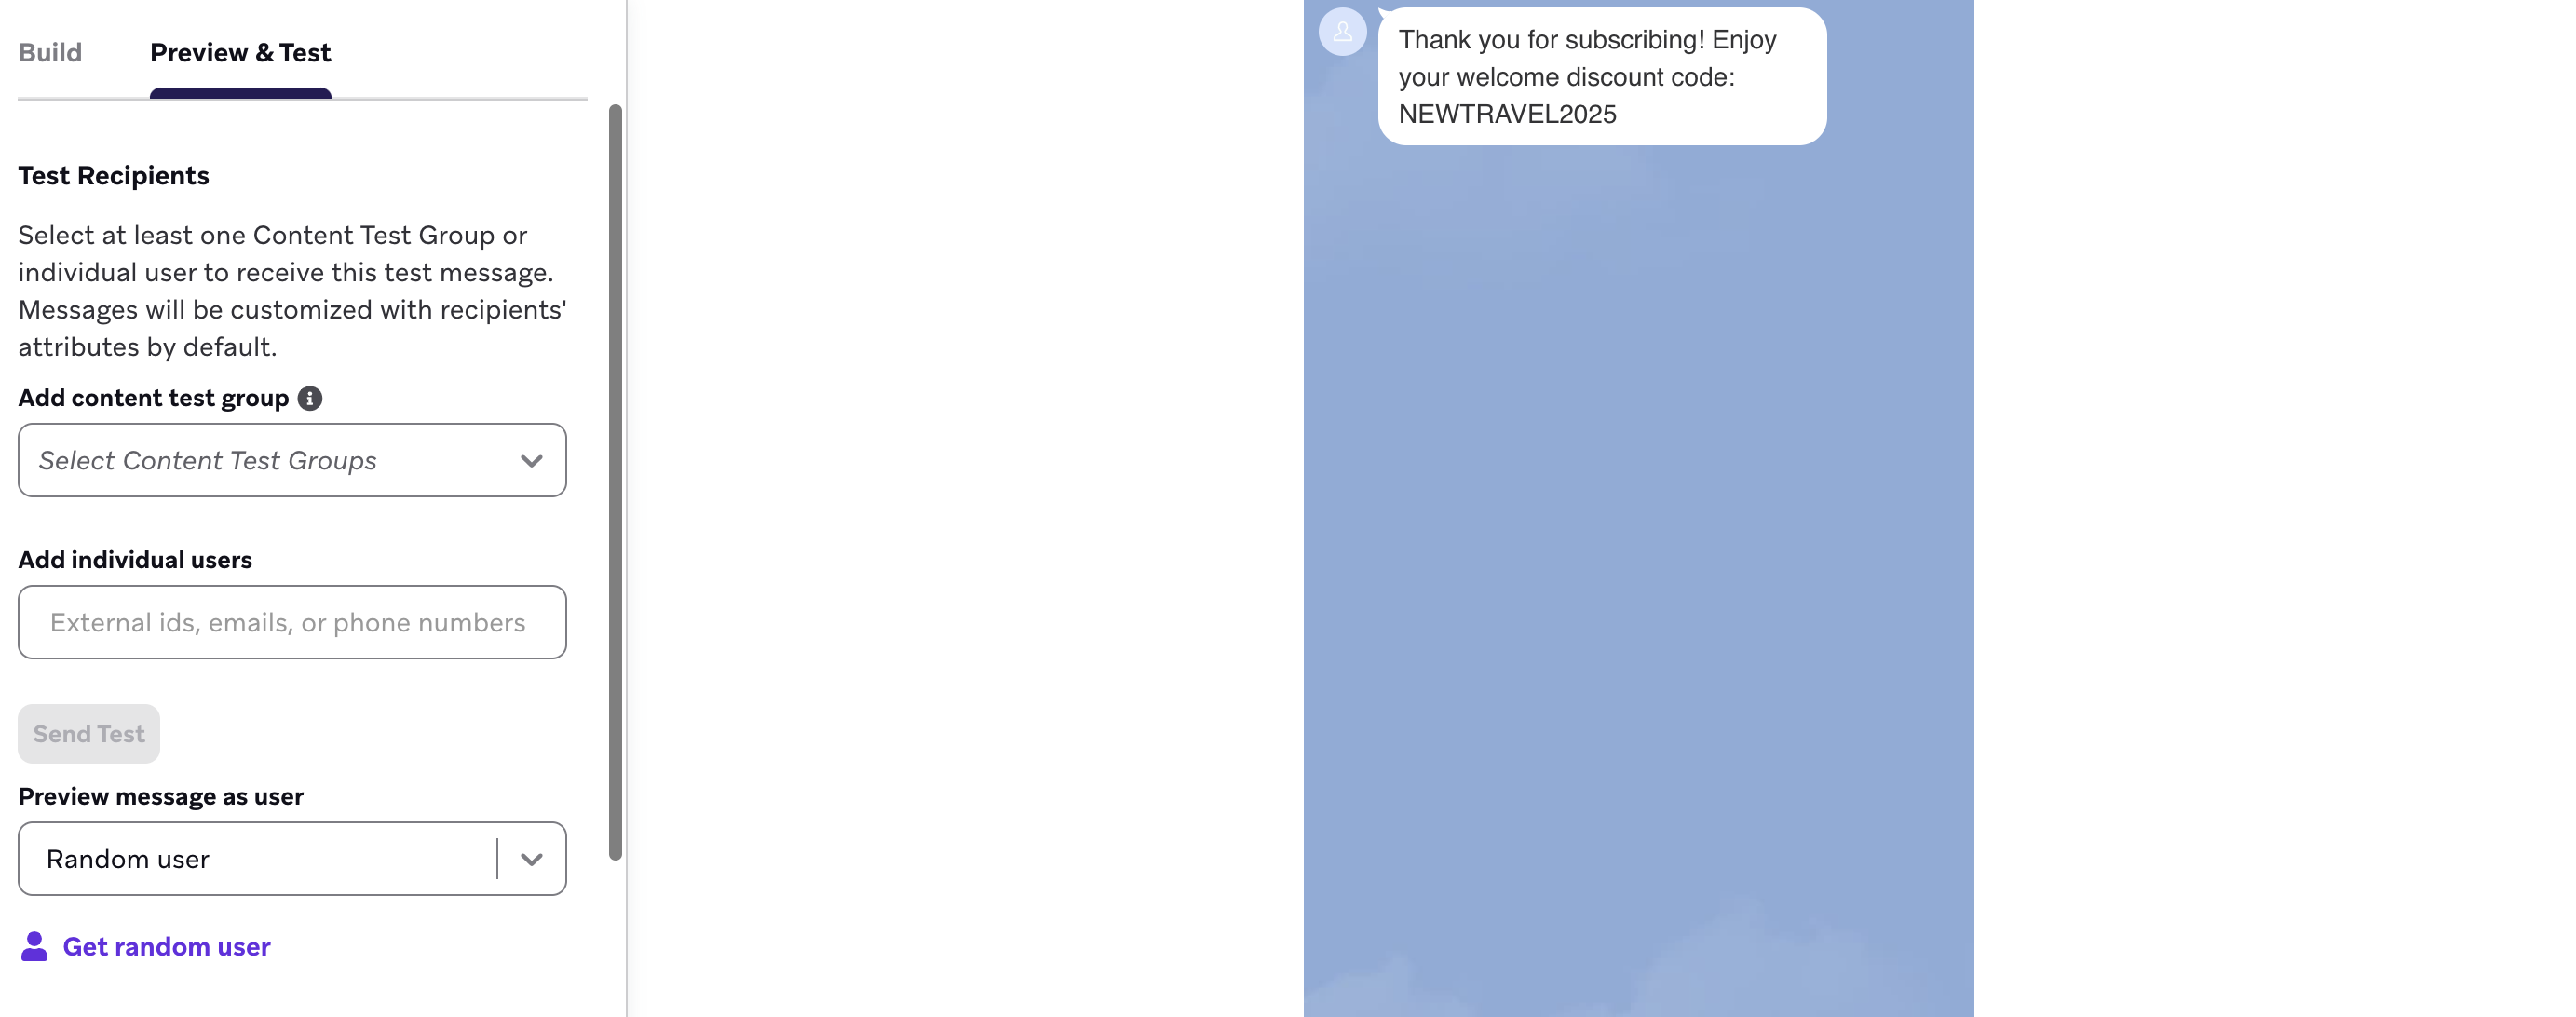 Build
Preview & Test
Test Recipients
Select at least one Content Test Group or
individual user to receive this test message.
Messages will be customized with recipients'
attributes by default.
Add content test group
Select Content Test Groups
Add individual users
External ids, emails, or phone numbers
Send Test
Preview message as user
Random user
Get random user
Thank you for subscribing! Enjoy
your welcome discount code:
NEWTRAVEL2025